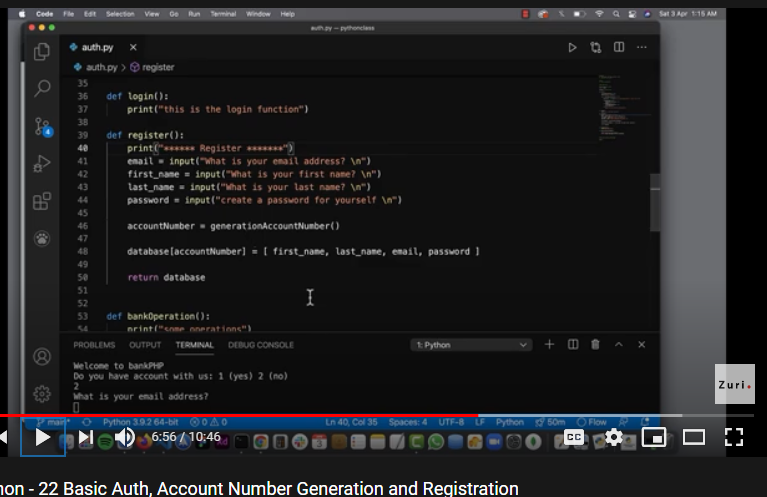 Code File Edit Selection View Go Run Terminal Window Help Sat 3 Apr 1:15 AM
auth.py — pythonclass
auth.py
auth.py > register
35
36 def login():
37 print("this is the login function")
38
39 def register():
40 print("****** Register *******")
41 email = input("What is your email address? \n")
42 first_name = input("What is your first name? \n")
43 last_name = input("What is your last name? \n")
44 password = input("create a password for yourself \n")
45
46 accountNumber = generationAccountNumber()
47
48 database[accountNumber] = [ first_name, last_name, email, password ]
49
50 return database
51
52
53 def bankOperation():
54 print("some operations")
4
PROBLEMS OUTPUT TERMINAL DEBUG CONSOLE 1: Python
Welcome to bankPHP
Do you have account with us: 1 (yes) 2 (no)
2
What is your email address?
Zuri.
main* Python 3.9.2 64-bit 0 0 Ln 40, Col 35 Spaces: 4 UTF-8 LF Python 50m Flow
6:56 / 10:46 CC
hon - 22 Basic Auth, Account Number Generation and Registration